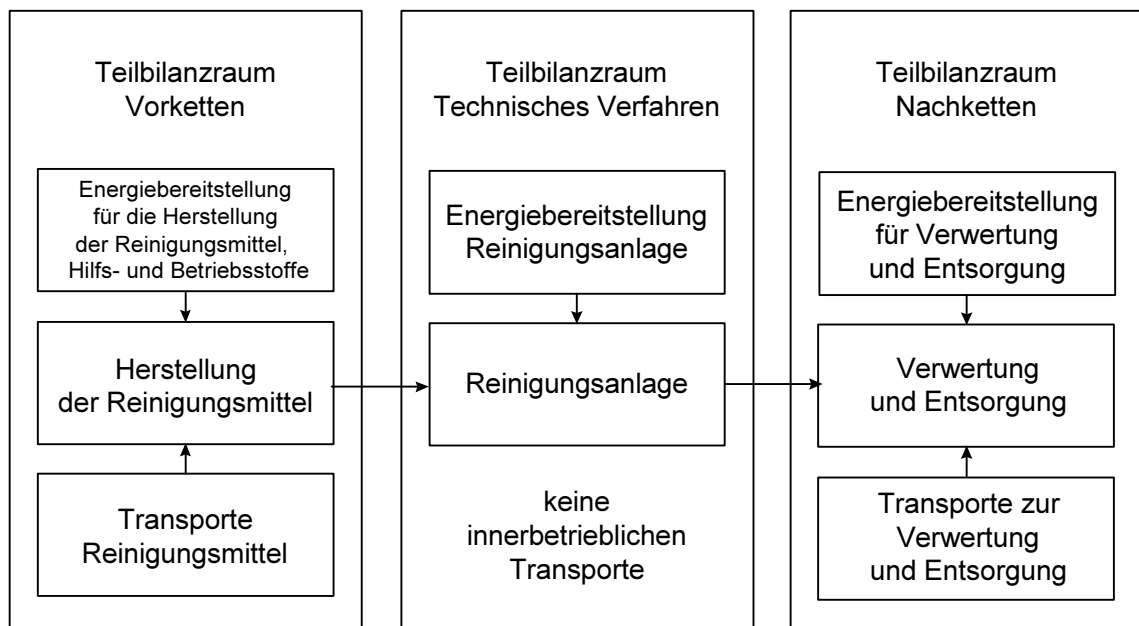 Teilbilanzraum
Vorketten
Energiebereitstellung
für die Herstellung
der Reinigungsmittel,
Hilfs- und Betriebsstoffe
Herstellung
der Reinigungsmittel
Transporte
Reinigungsmittel
Teilbilanzraum
Technisches Verfahren
Energiebereitstellung
Reinigungsanlage
Reinigungsanlage
keine
innerbetrieblichen
Transporte
Teilbilanzraum
Nachketten
Energiebereitstellung
für Verwertung
und Entsorgung
Verwertung
und Entsorgung
Transporte zur
Verwertung
und Entsorgung